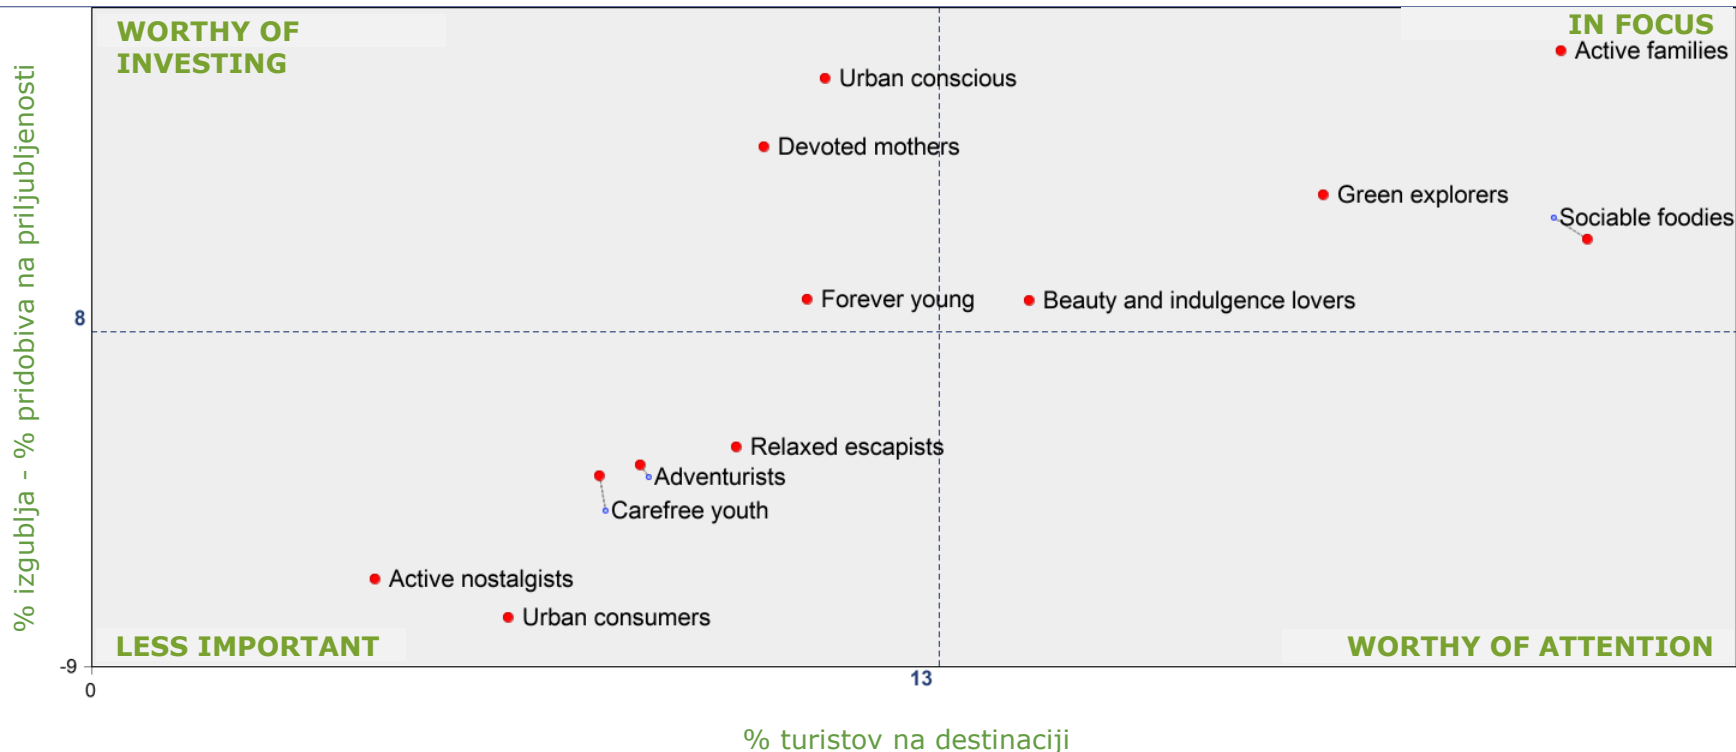 WORTHY OF
INVESTING
IN FOCUS
Active families
Urban conscious
Devoted mothers
Green explorers
Sociable foodies
Forever young
Beauty and indulgence lovers
8
Relaxed escapists
Adventurists
Carefree youth
Active nostalgists
Urban consumers
LESS IMPORTANT
WORTHY OF ATTENTION
-9
0
13
% turistov na destinaciji
% izgublja - % pridobiva na priljubljenosti